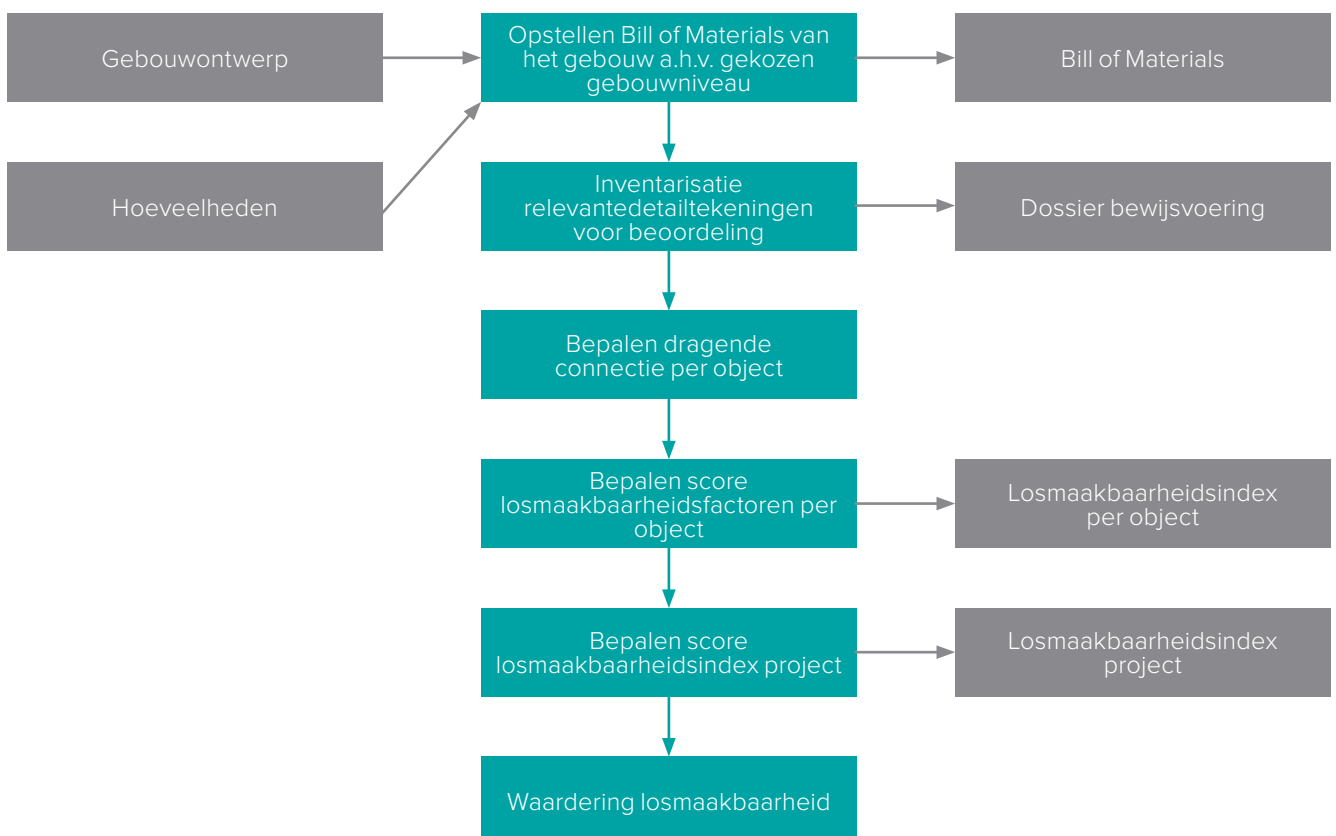 Gebouwontwerp
Opstellen Bill of Materials van
het gebouw a.h.v. gekozen
gebouwniveau
Bill of Materials
Hoeveelheden
Inventarisatie
relevantedetailtekeningen
voor beoordeling
Dossier bewijsvoering
Bepalen dragende
connectie per object
Bepalen score
losmaakbaarheidsfactoren per
object
Losmaakbaarheidsindex
per object
Bepalen score
losmaakbaarheidsindex project
Losmaakbaarheidsindex
project
Waardering losmaakbaarheid